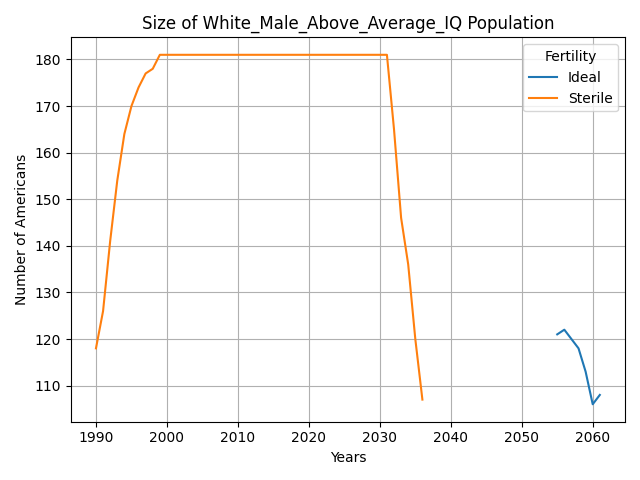 Size of White_Male_Above_Average_IQ Population
Fertility
Ideal
Sterile
Number of Americans
180
170
160
150
140
130
120
110
1990
2000
2010
2020
2030
2040
2050
2060
Years